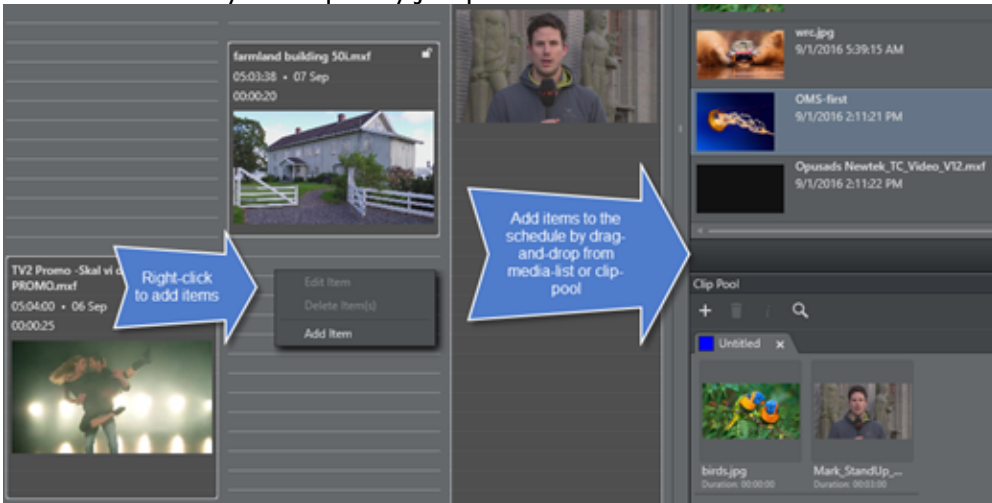 farmland building 50i.mxf
05:03:38 • 07 Sep
00:00:20
TV2 Promo -Skal vi d
PROMO.mxf
05:04:00 • 06 Sep
00:00:25
Right-click
to add items
Edit Item
Delete Item(s)
Add Item
Add items to the
schedule by drag-
and-drop from
media-list or clip-
pool
wrc.jpg
9/1/2016 5:39:15 AM
OMS-first
9/1/2016 2:11:21 PM
Opusads Newtek_TC_Video_V12.mxf
9/1/2016 2:11:22 PM
Clip Pool
Untitled x
birds.jpg
Duration: 00:00:00
Mark_StandUp_...
Duration: 00:03:00